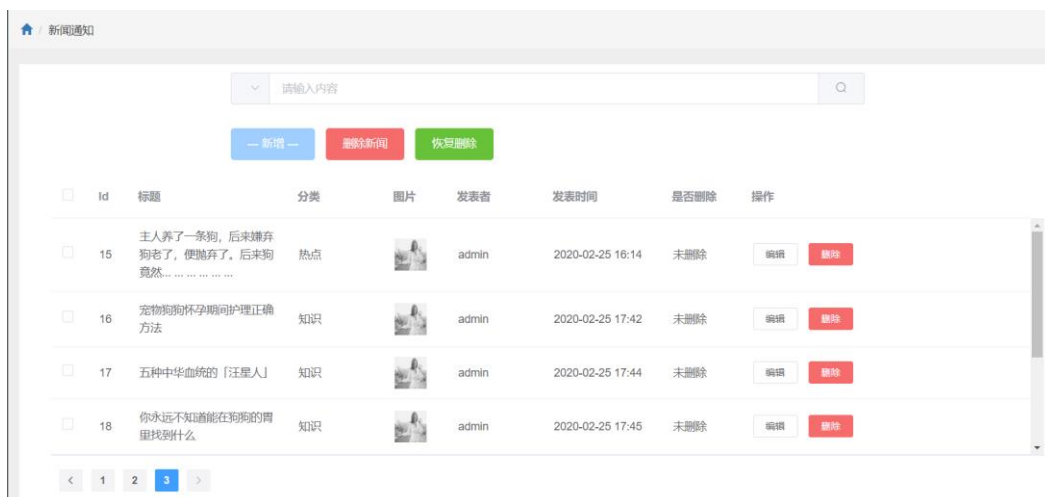 / 新闻通知
请输入内容
— 新增 — 删除新闻 恢复删除
Id 标题 分类 图片 发表者 发表时间 是否删除 操作
主人养了一条狗，后来嫌弃
15 狗老了，便抛弃了。后来狗 热点 admin 2020-02-25 16:14 未删除 编辑 删除
竟然... ... ... ... ... ...
宠物狗狗怀孕期间护理正确
16 方法 知识 admin 2020-02-25 17:42 未删除 编辑 删除
17 五种中华血统的「汪星人」 知识 admin 2020-02-25 17:44 未删除 编辑 删除
你永远不知道能在狗狗的胃
18 里找到什么 知识 admin 2020-02-25 17:45 未删除 编辑 删除
< 1 2 3 >